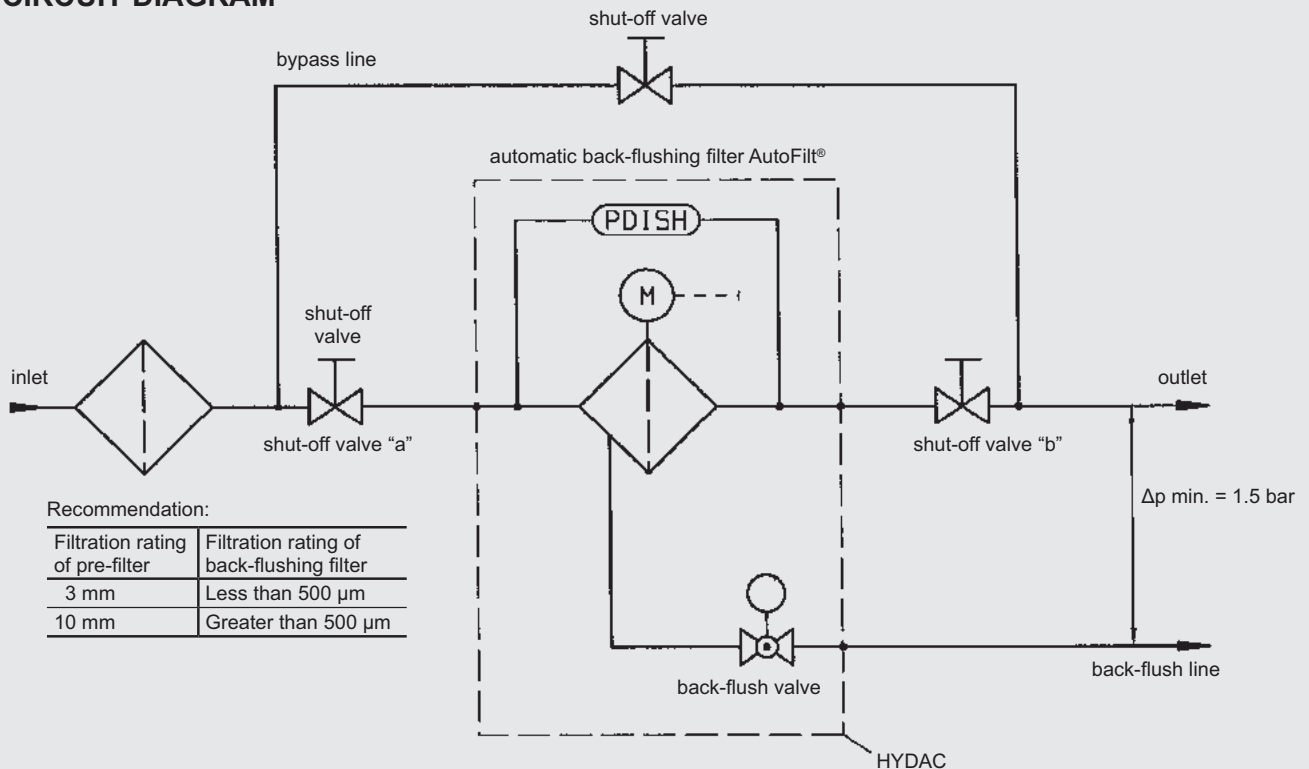 CIRCUIT DIAGRAM
shut-off valve
bypass line
automatic back-flushing filter AutoFilt®
PDISH
M
shut-off
valve
inlet
outlet
shut-off valve “a”
shut-off valve “b”
Δp min. = 1.5 bar
Recommendation:
Filtration rating of pre-filter | Filtration rating of back-flushing filter
3 mm | Less than 500 µm
10 mm | Greater than 500 µm
back-flush valve
back-flush line
HYDAC